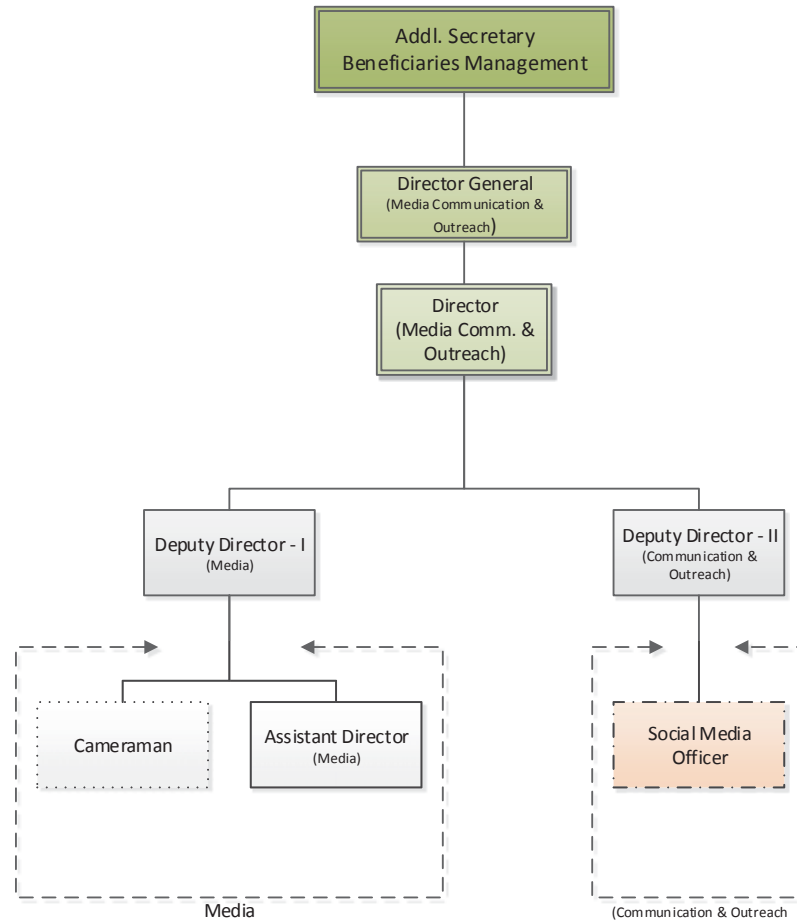 Addl. Secretary
Beneficiaries Management
Director General
(Media Communication &
Outreach)
Director
(Media Comm. &
Outreach)
Deputy Director - I
(Media)
Deputy Director - II
(Communication &
Outreach)
Cameraman
Assistant Director
(Media)
Social Media
Officer
Media
(Communication & Outreach